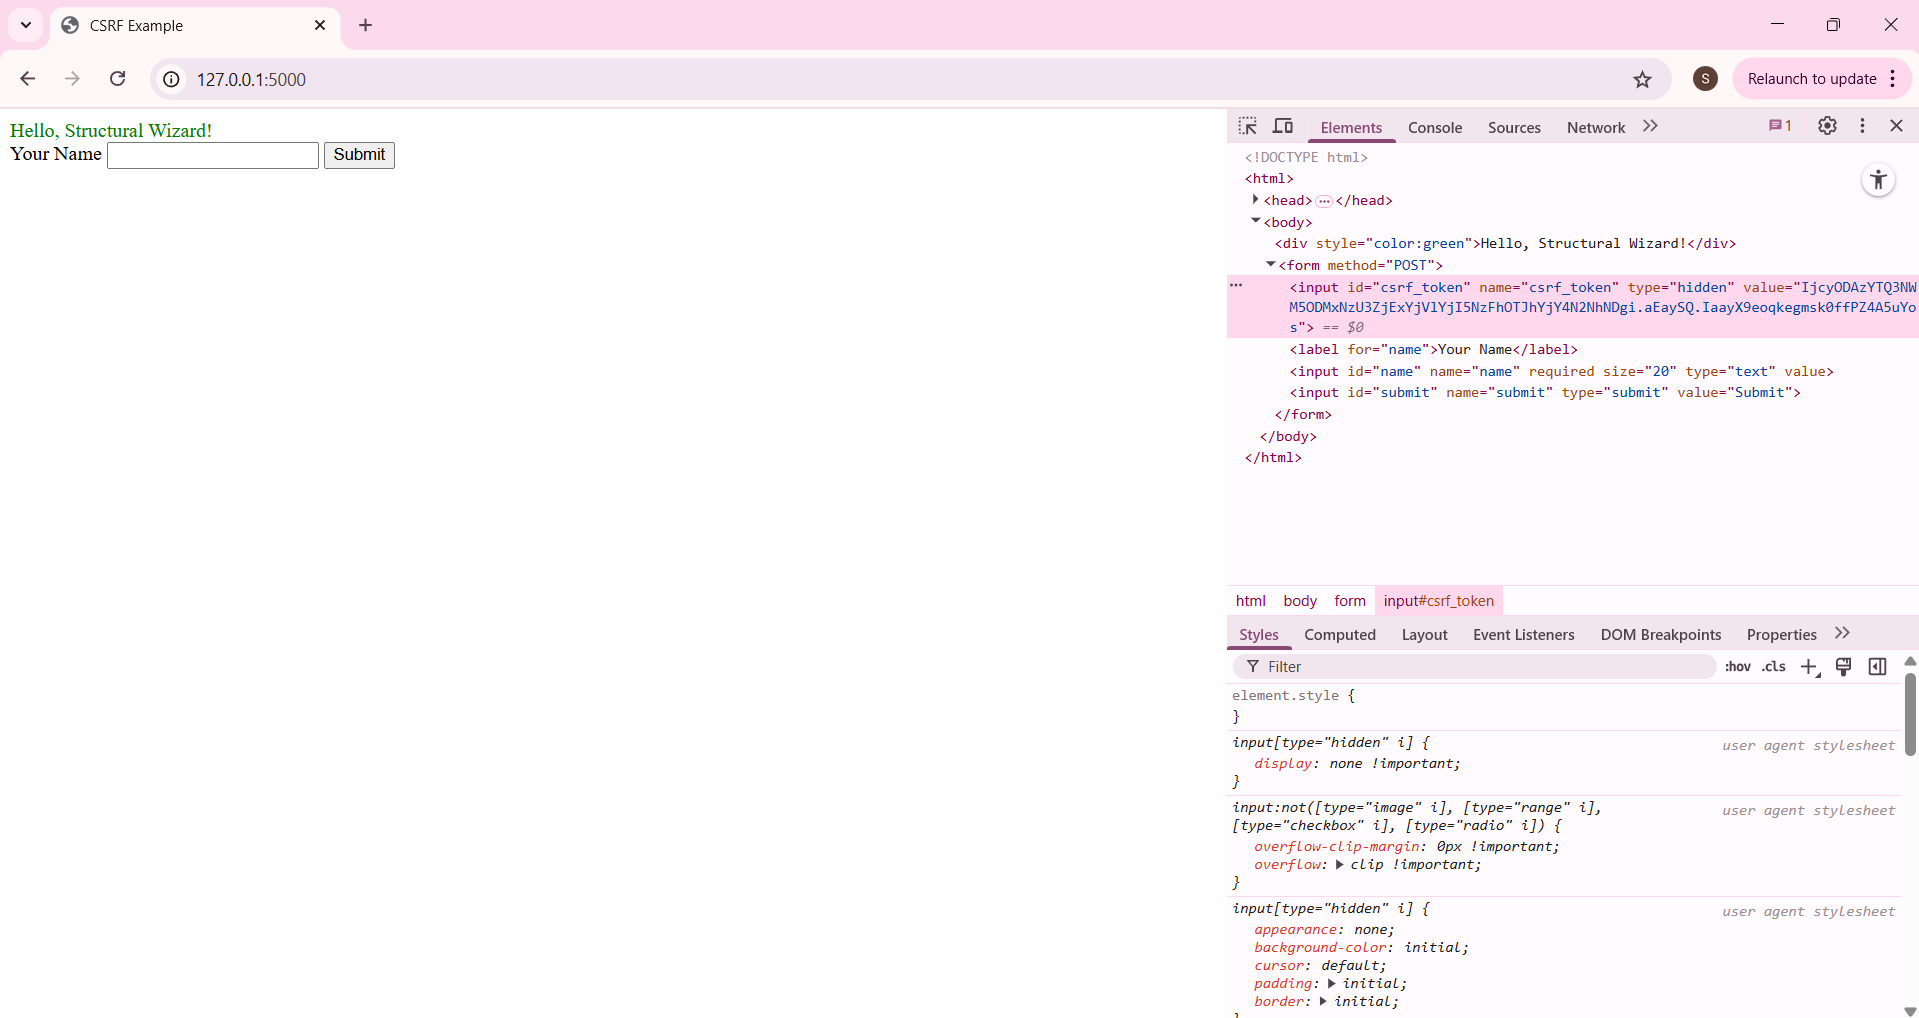 CSRF Example
127.0.0.1:5000
S
Relaunch to update
Hello, Structural Wizard!
Your Name
Submit
Elements
Console
Sources
Network
1
<!DOCTYPE html>
<html>
<head> … </head>
<body>
<div style="color:green">Hello, Structural Wizard!</div>
<form method="POST">
<input id="csrf_token" name="csrf_token" type="hidden" value="IjcyODAzYTQ3NW
M5ODMxNzU3ZjExYjVlYjI5NzFhOTJhYjY4N2NhNDgi.aEaySQ.IaayX9eoqkegmsk0ffPZ4A5uYo
s"> == $0
<label for="name">Your Name</label>
<input id="name" name="name" required size="20" type="text" value>
<input id="submit" name="submit" type="submit" value="Submit">
</form>
</body>
</html>
html
body
form
input#csrf_token
Styles
Computed
Layout
Event Listeners
DOM Breakpoints
Properties
Filter
:hov
.cls
element.style {
}
input[type="hidden" i] {
user agent stylesheet
display: none !important;
}
input:not([type="image" i], [type="range" i],
user agent stylesheet
[type="checkbox" i], [type="radio" i]) {
overflow-clip-margin: 0px !important;
overflow: clip !important;
}
input[type="hidden" i] {
user agent stylesheet
appearance: none;
background-color: initial;
cursor: default;
padding: initial;
border: initial;